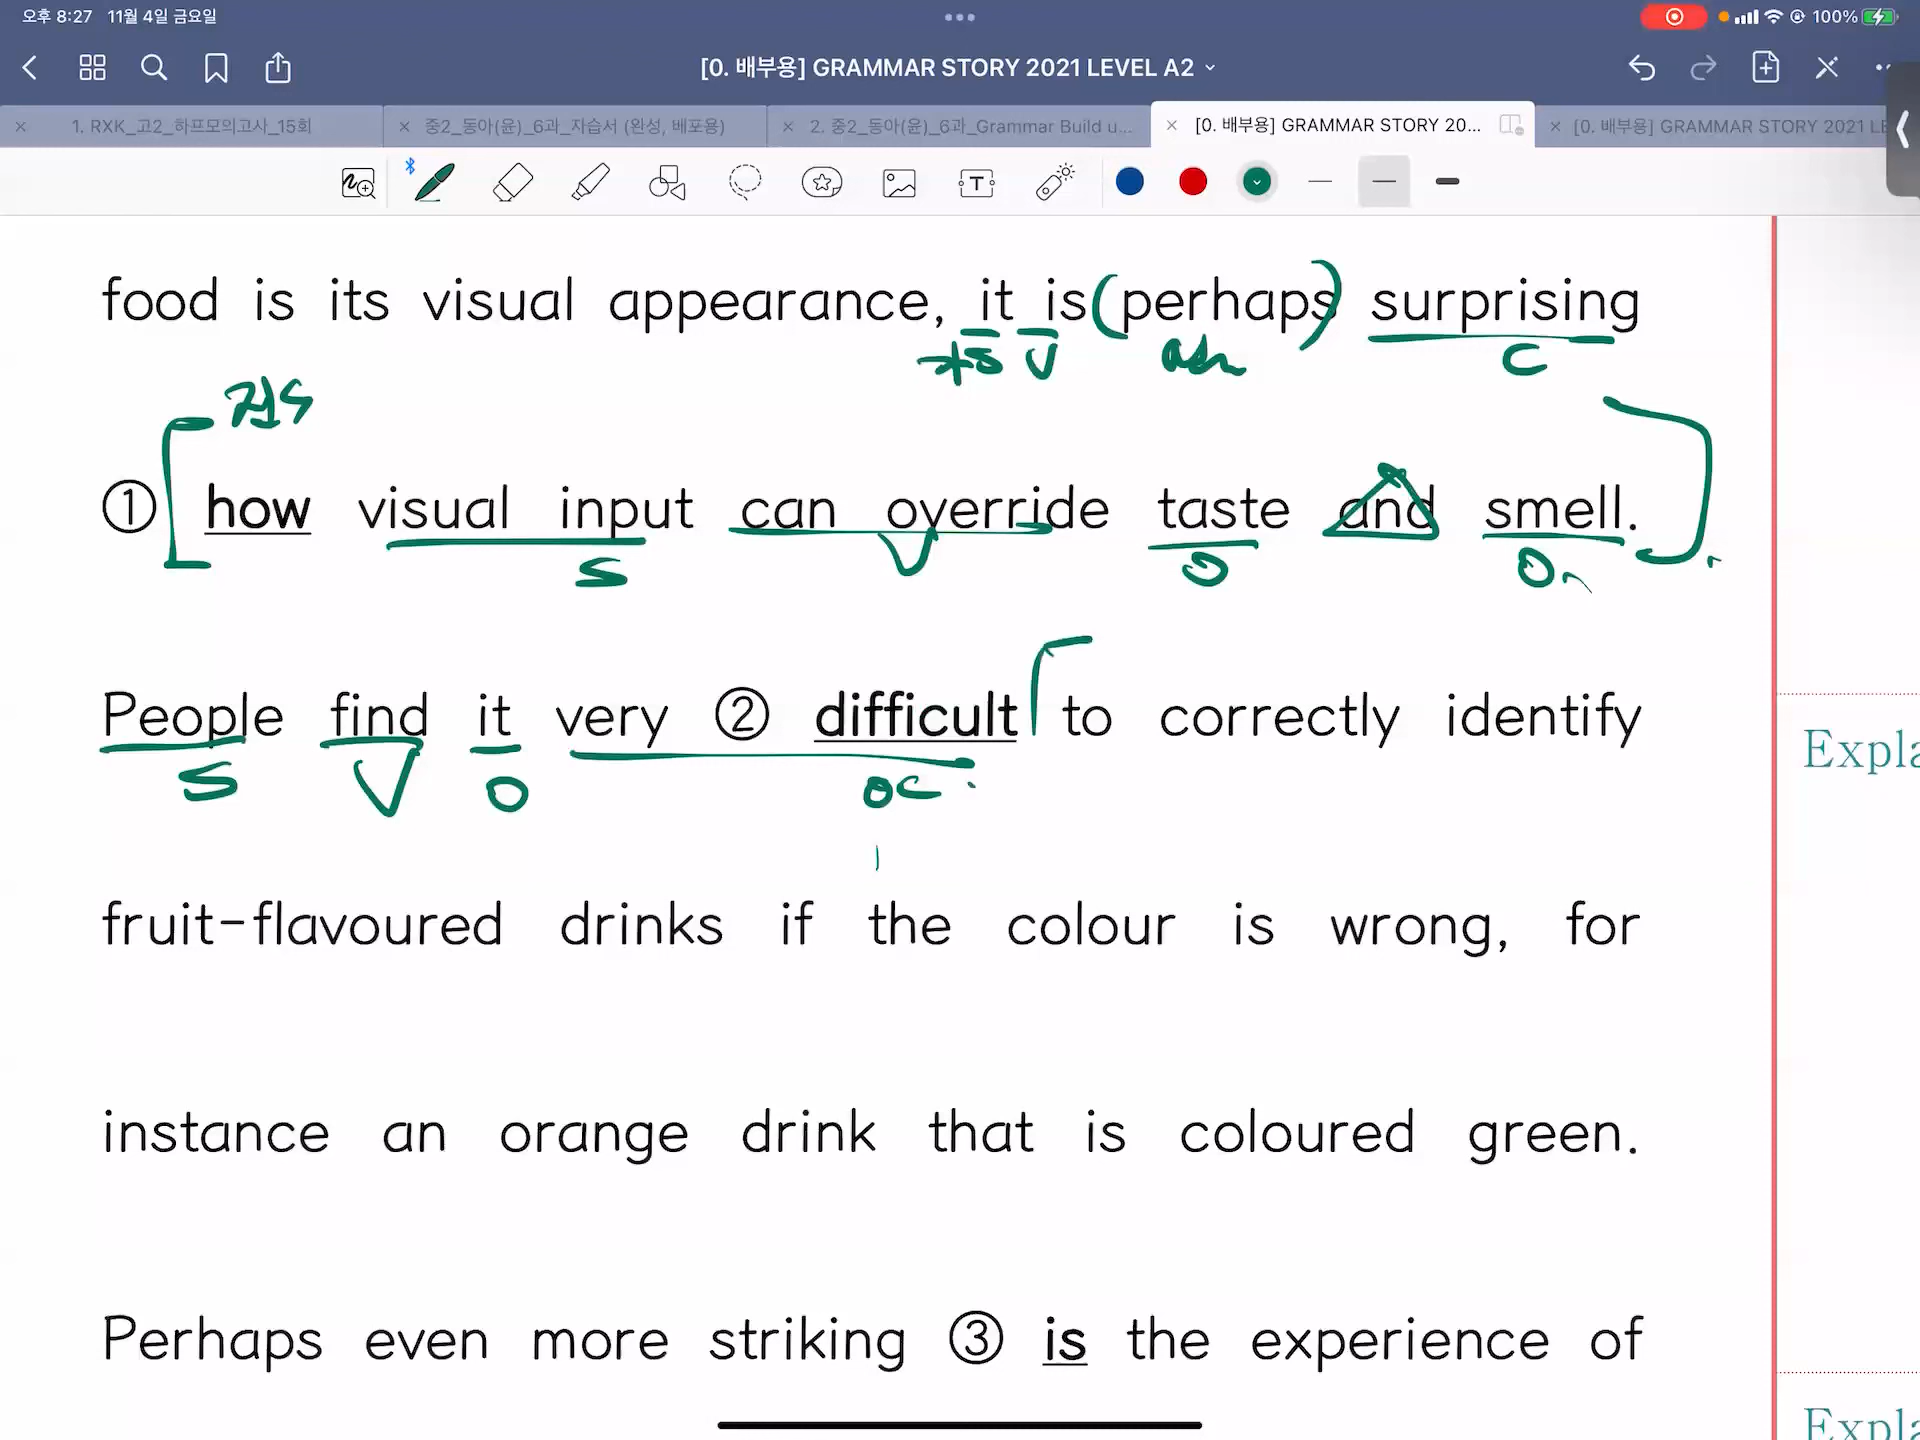 오후 8:27 11월 4일 금요일
100%
[0. 배부용] GRAMMAR STORY 2021 LEVEL A2
1. RXK_고2_하프모의고사_15회
중2_동아(윤)_6과_자습서 (완성, 배포용)
2. 중2_동아(윤)_6과_Grammar Build u...
[0. 배부용] GRAMMAR STORY 20...
[0. 배부용] GRAMMAR STORY 2021 LE
food is its visual appearance, it is (perhaps) surprising
S V C
① how visual input can override taste and smell.
S V O O
People find it very ② difficult to correctly identify
S V O OC
Expla
fruit-flavoured drinks if the colour is wrong, for
instance an orange drink that is coloured green.
Perhaps even more striking ③ is the experience of
Expla